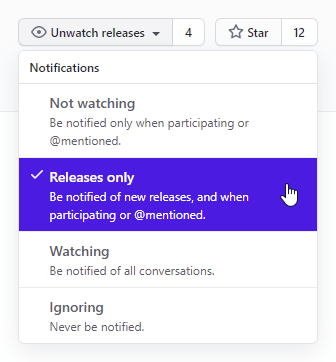 Unwatch releases 4 Star 12
Notifications
Not watching
Be notified only when participating or
@mentioned.
Releases only
Be notified of new releases, and when
participating or @mentioned.
Watching
Be notified of all conversations.
Ignoring
Never be notified.